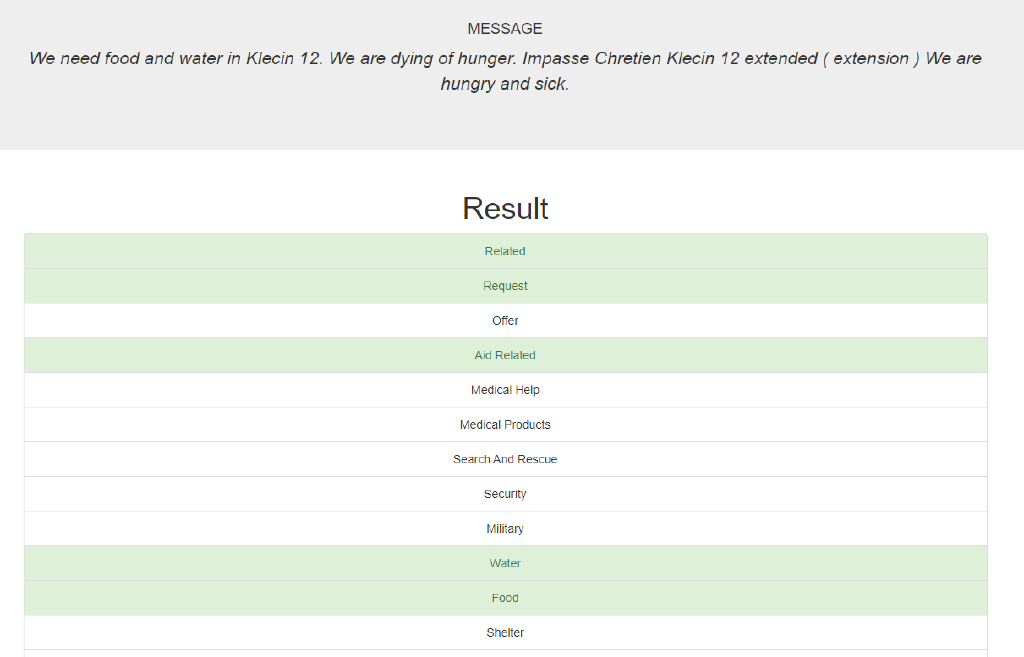 MESSAGE
We need food and water in Klecin 12. We are dying of hunger. Impasse Chretien Klecin 12 extended ( extension ) We are
hungry and sick.
Result
Related
Request
Offer
Aid Related
Medical Help
Medical Products
Search And Rescue
Security
Military
Water
Food
Shelter